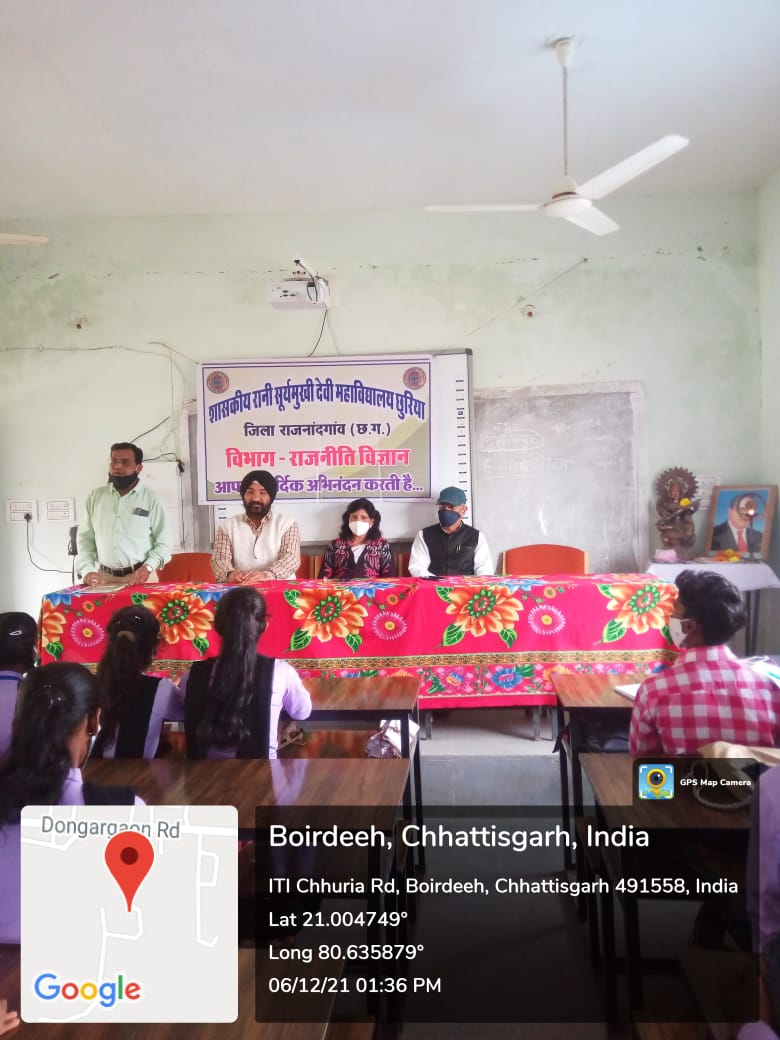 शासकीय रानी सूर्यमुखी देवी महाविद्यालय छुरिया
जिला राजनांदगांव (छ.ग.)
विभाग - राजनीति विज्ञान
अभिनंदन करती है...
GPS Map Camera
Dongargaon Rd
Google
Boirdeeh, Chhattisgarh, India
ITI Chhuria Rd, Boirdeeh, Chhattisgarh 491558, India
Lat 21.004749°
Long 80.635879°
06/12/21 01:36 PM